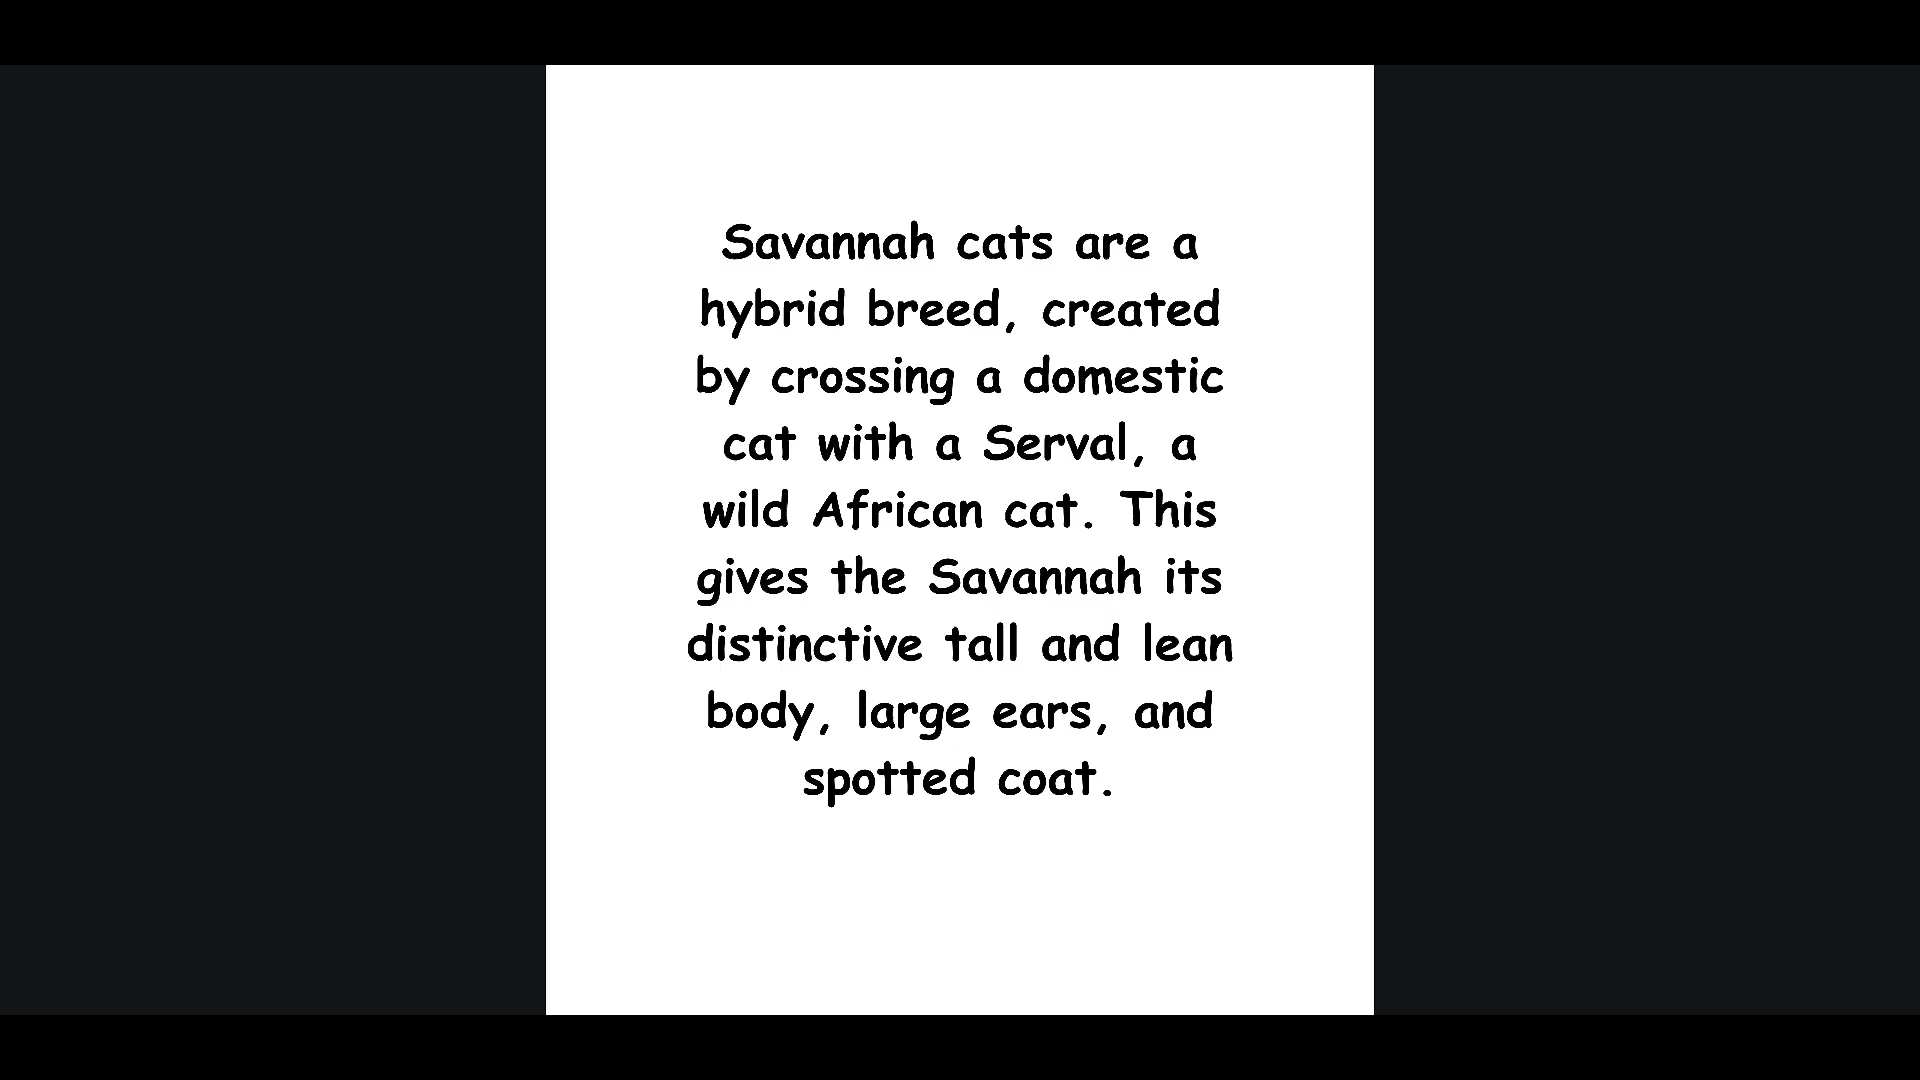 Savannah cats are a
hybrid breed, created
by crossing a domestic
cat with a Serval, a
wild African cat. This
gives the Savannah its
distinctive tall and lean
body, large ears, and
spotted coat.